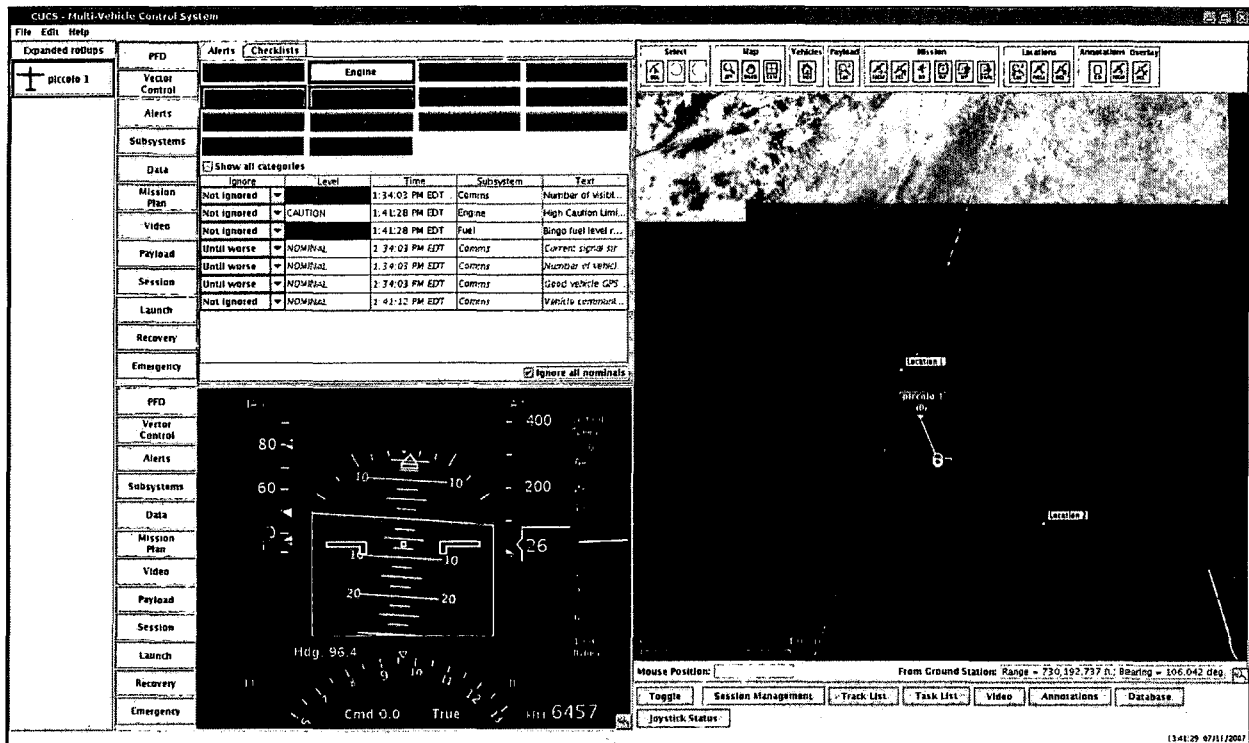 CUCS - Multi-Vehicle Control System
File Edit Help
Expanded rollups
piccolo 1
PFD
Vector Control
Alerts
Subsystems
Data
Mission Plan
Video
Payload
Session
Launch
Recovery
Emergency
PFD
Vector Control
Alerts
Subsystems
Data
Mission Plan
Video
Payload
Session
Launch
Recovery
Emergency
Alerts Checklists
Engine
Show all categories
Ignore Level Time Subsystem Text
Not ignored 1:34:03 PM EDT Comms Number of visibl...
Not ignored CAUTION 1:41:28 PM EDT Engine High Caution Limi...
Not ignored 1:41:28 PM EDT Fuel Bingo fuel level r...
Until worse NOMINAL 1:34:03 PM EDT Comms Current signal str
Until worse NOMINAL 1:34:03 PM EDT Comms Number of vehicl
Until worse NOMINAL 1:34:03 PM EDT Comms Good vehicle GPS
Not ignored NOMINAL 1:41:12 PM EDT Comms Vehicle command...
Ignore all nominals
400
80
10 10
60 200
26
10 10
20 20
Hdg. 96.4
Cmd 0.0 True 6457
Select Map Vehicles Payload Mission Locations Annotations Overlay
Location 1
piccolo 1
(0)
Location 2
Mouse Position: From Ground Station: Range = 730,192.737 ft.; Bearing = 106.042 deg.
Toggle Session Management Track List Task List Video Annotations Database
Joystick Status
13:41:29 07/11/2007